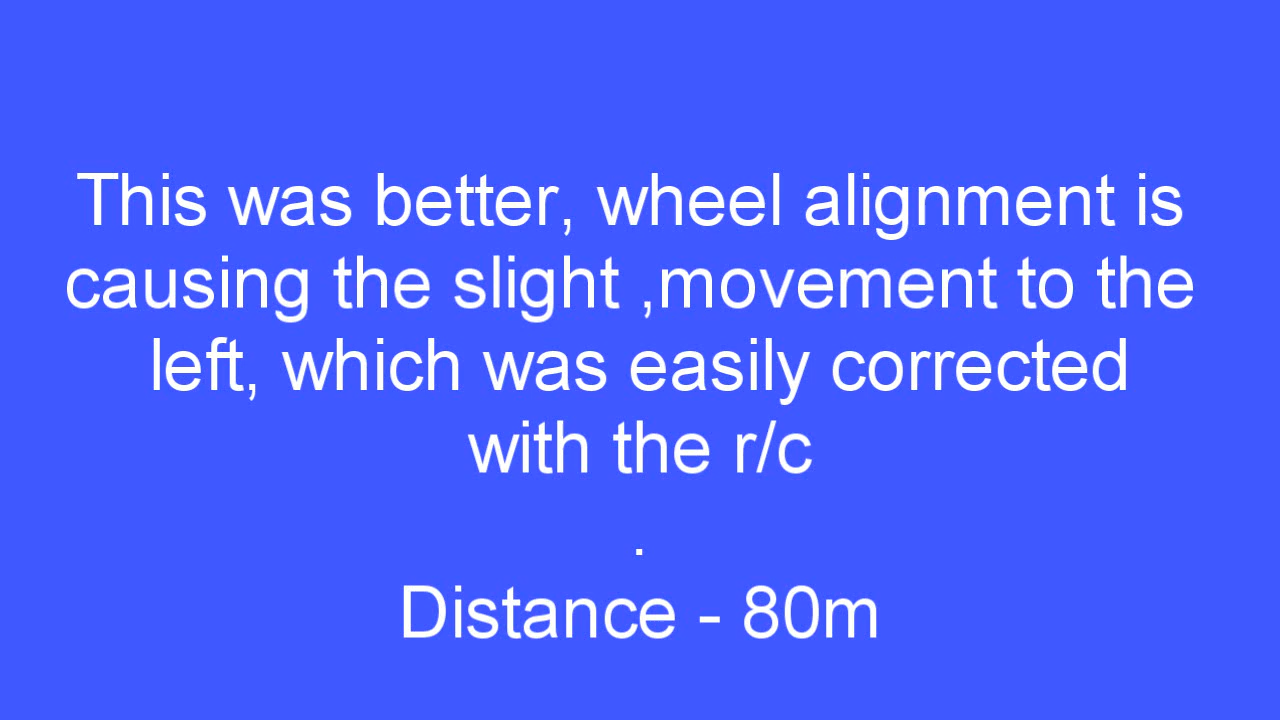 This was better, wheel alignment is
causing the slight ,movement to the
left, which was easily corrected
with the r/c
.
Distance - 80m